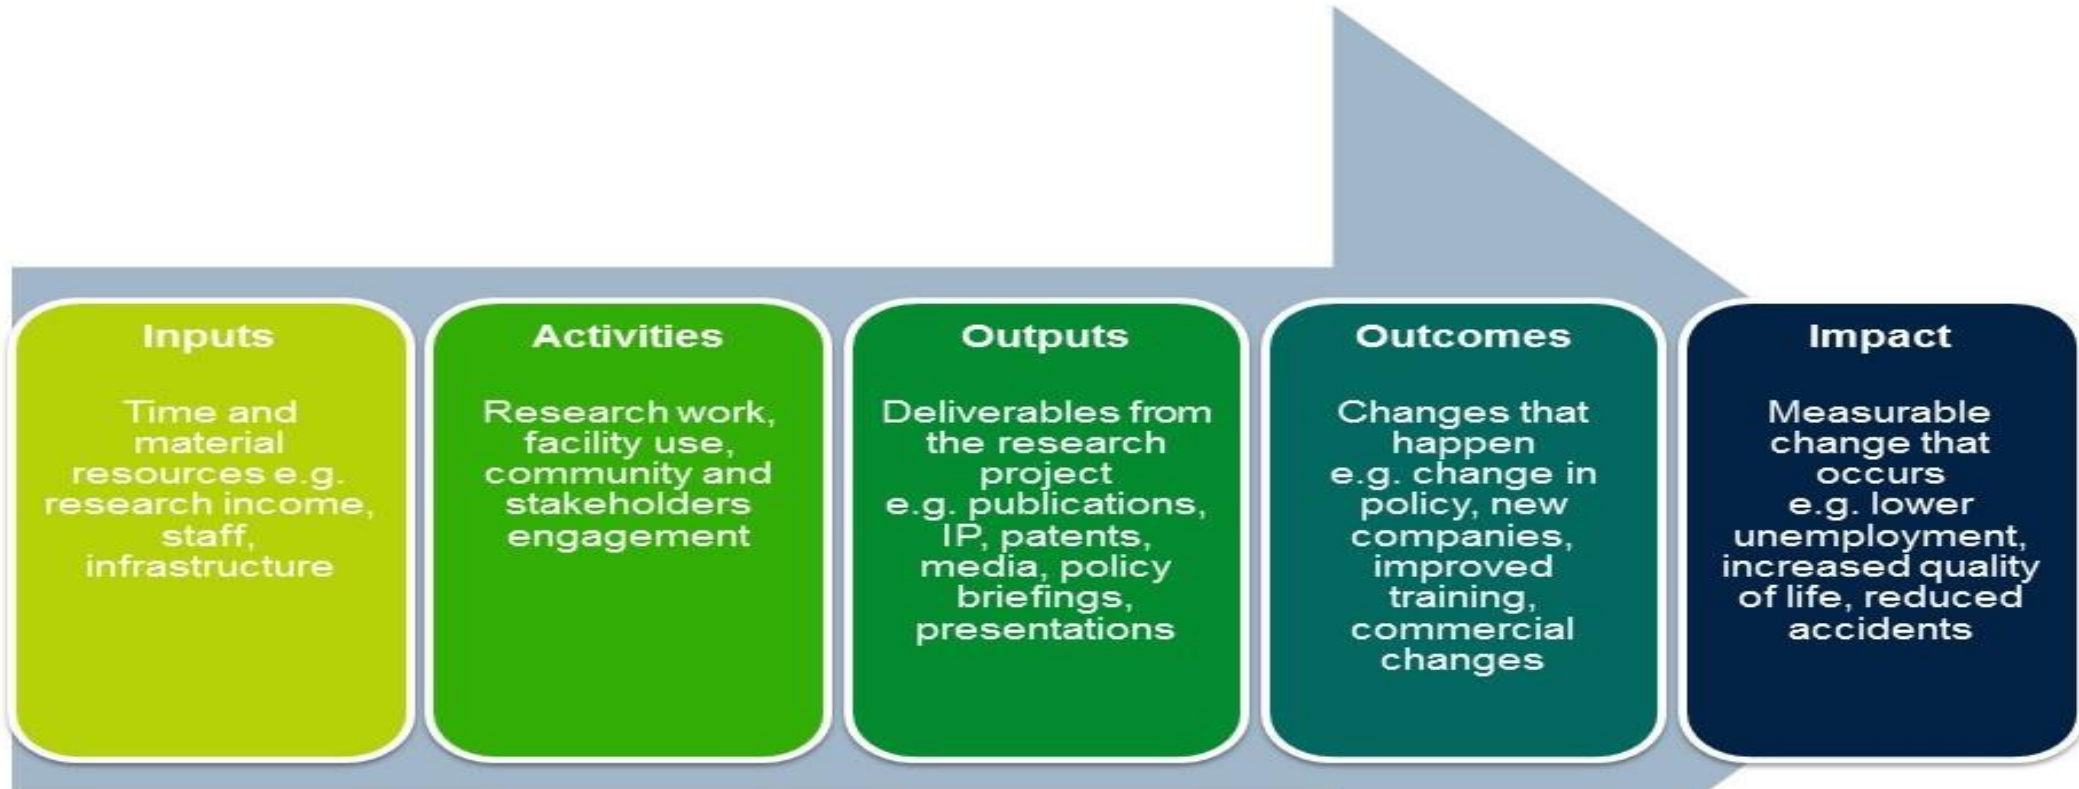 Inputs
Time and
material
resources e.g.
research income,
staff,
infrastructure
Activities
Research work,
facility use,
community and
stakeholders
engagement
Outputs
Deliverables from
the research
project
e.g. publications,
IP, patents,
media, policy
briefings,
presentations
Outcomes
Changes that
happen
e.g. change in
policy, new
companies,
improved
training,
commercial
changes
Impact
Measurable
change that
occurs
e.g. lower
unemployment,
increased quality
of life, reduced
accidents